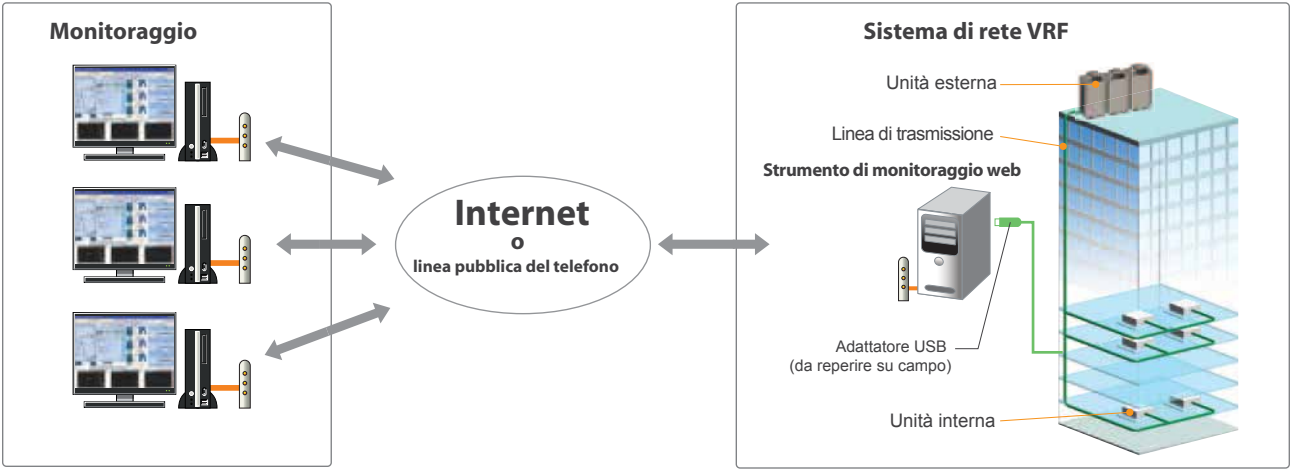 Monitoraggio
Internet
o
linea pubblica del telefono
Sistema di rete VRF
Unità esterna
Linea di trasmissione
Strumento di monitoraggio web
Adattatore USB
(da reperire su campo)
Unità interna